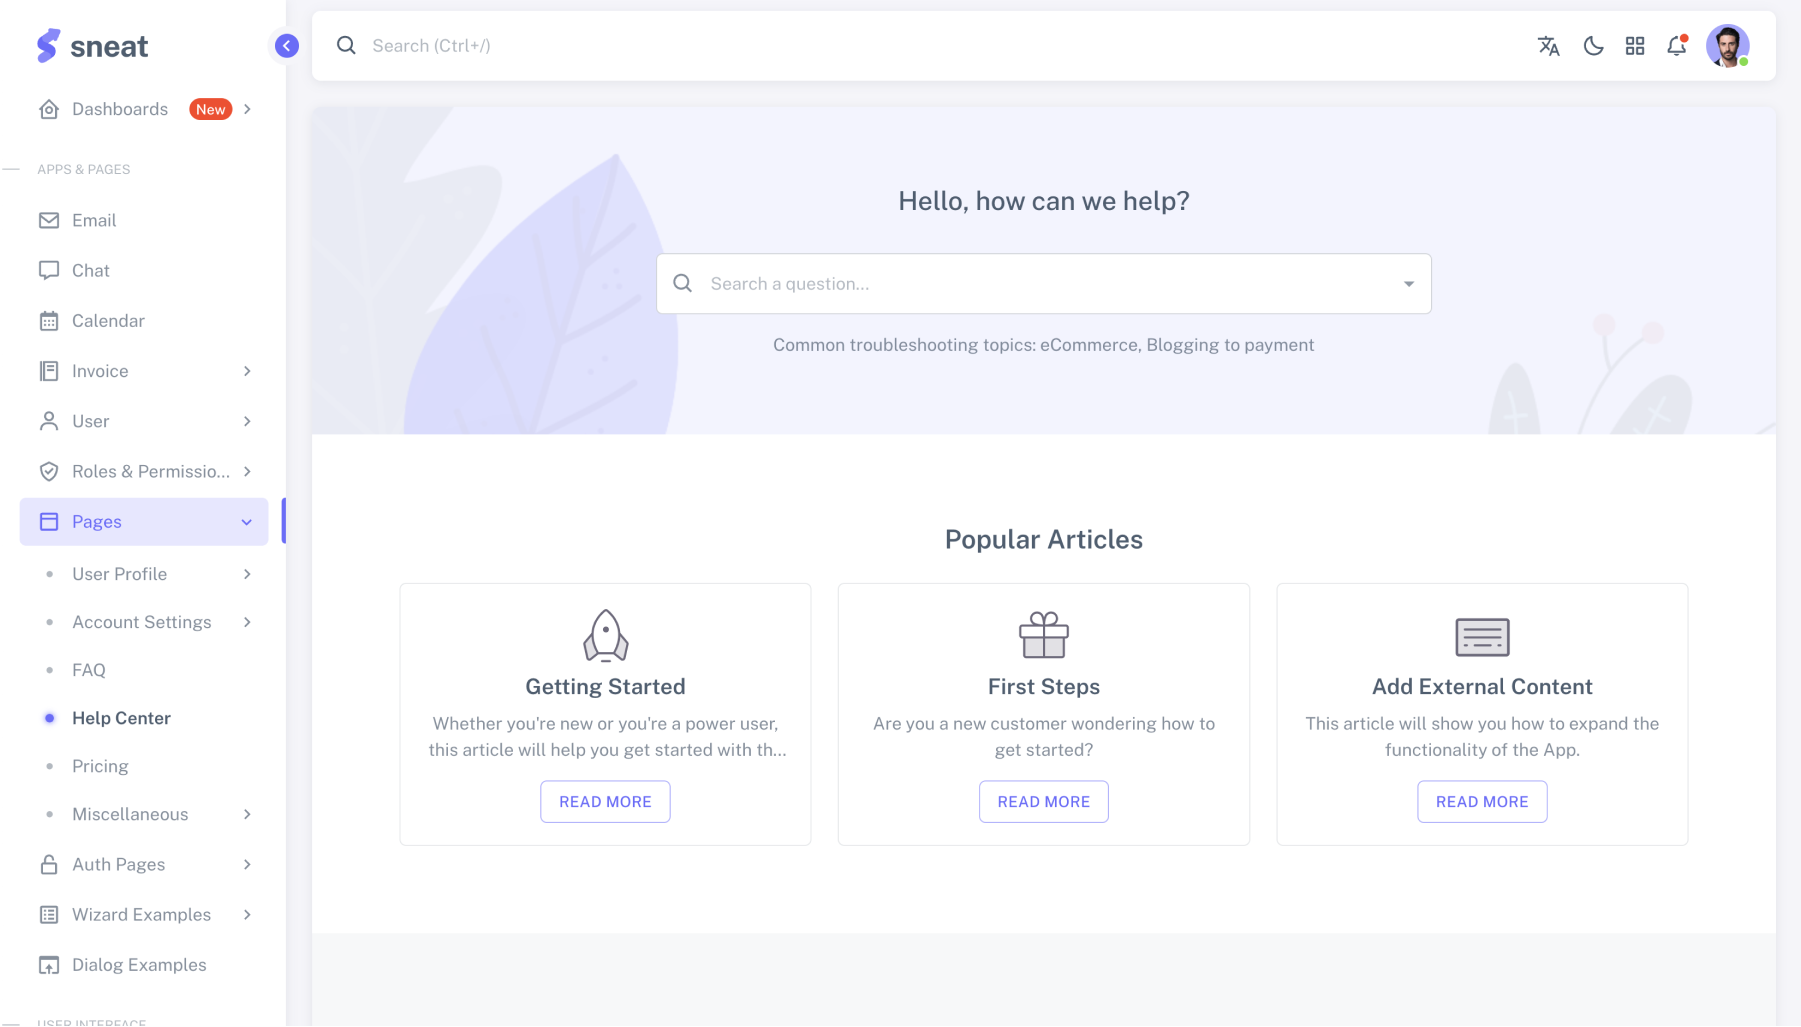 sneat
Search (Ctrl+/)
Dashboards
New
APPS & PAGES
Email
Chat
Calendar
Invoice
User
Roles & Permissio...
Pages
User Profile
Account Settings
FAQ
Help Center
Pricing
Miscellaneous
Auth Pages
Wizard Examples
Dialog Examples
USER INTERFACE
Hello, how can we help?
Search a question...
Common troubleshooting topics: eCommerce, Blogging to payment
Popular Articles
Getting Started
Whether you're new or you're a power user,
this article will help you get started with th...
READ MORE
First Steps
Are you a new customer wondering how to
get started?
READ MORE
Add External Content
This article will show you how to expand the
functionality of the App.
READ MORE